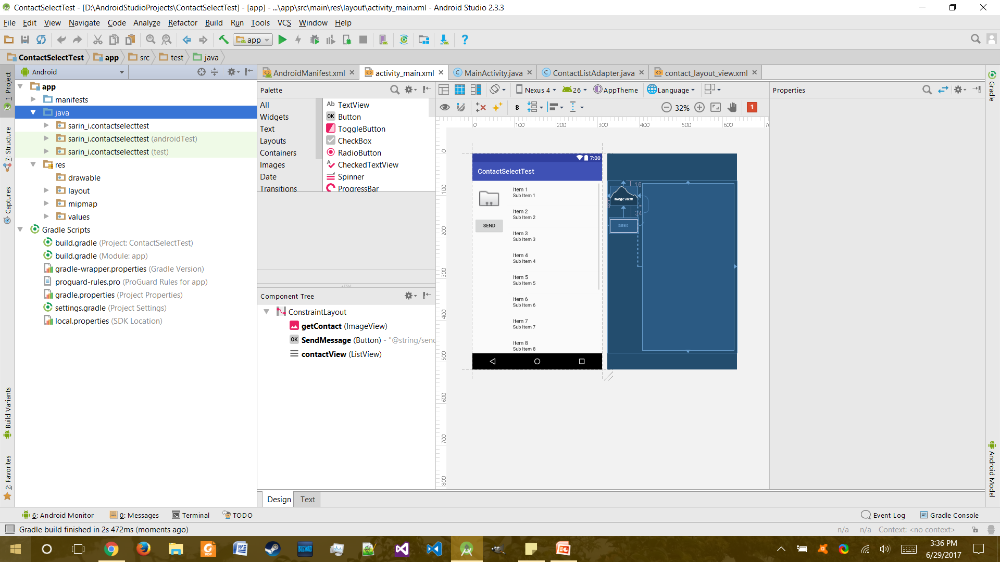 ContactSelectTest - [D:\AndroidStudioProjects\ContactSelectTest] - [app] - ...\app\src\main\res\layout\activity_main.xml - Android Studio 2.3.3
File Edit View Navigate Code Analyze Refactor Build Run Tools VCS Window Help
app
ContactSelectTest app src test java
1: Project
Z: Structure
Captures
Build Variants
2: Favorites
Android
app
manifests
java
sarin_i.contactselecttest
sarin_i.contactselecttest (androidTest)
sarin_i.contactselecttest (test)
res
drawable
layout
mipmap
values
Gradle Scripts
build.gradle (Project: ContactSelectTest)
build.gradle (Module: app)
gradle-wrapper.properties (Gradle Version)
proguard-rules.pro (ProGuard Rules for app)
gradle.properties (Project Properties)
settings.gradle (Project Settings)
local.properties (SDK Location)
AndroidManifest.xml activity_main.xml MainActivity.java ContactListAdapter.java contact_layout_view.xml
Palette
All
Widgets
Text
Layouts
Containers
Images
Date
Transitions
Ab TextView
OK Button
ToggleButton
CheckBox
RadioButton
CheckedTextView
Spinner
ProgressBar
Component Tree
ConstraintLayout
getContact (ImageView)
OK SendMessage (Button) - "@string/send
contactView (ListView)
Nexus 4 26 AppTheme Language
8 32% 1
0 100 200 300 400 500 600 70
0
100
200
300
400
500
600
700
800
7:00
ContactSelectTest
SEND
Item 1
Sub Item 1
Item 2
Sub Item 2
Item 3
Sub Item 3
Item 4
Sub Item 4
Item 5
Sub Item 5
Item 6
Sub Item 6
Item 7
Sub Item 7
Item 8
Sub Item 8
16
ImageView
8
34
SEND
Properties
Gradle
Android Model
Design Text
6: Android Monitor 0: Messages Terminal TODO Event Log Gradle Console
Gradle build finished in 2s 472ms (moments ago) n/a n/a Context: <no context>
3:36 PM
6/29/2017